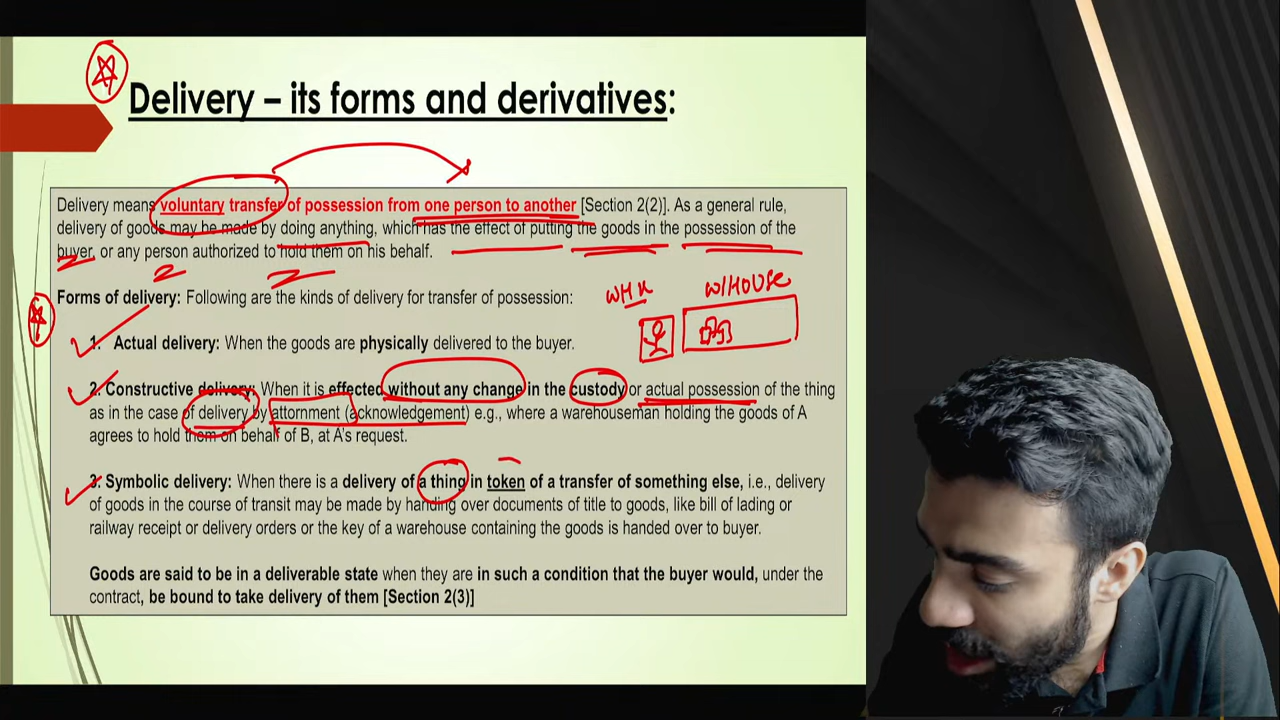 Delivery – its forms and derivatives:
Delivery means voluntary transfer of possession from one person to another [Section 2(2)]. As a general rule,
delivery of goods may be made by doing anything, which has the effect of putting the goods in the possession of the
buyer, or any person authorized to hold them on his behalf.
Forms of delivery: Following are the kinds of delivery for transfer of possession:
W/HOUSE
1. Actual delivery: When the goods are physically delivered to the buyer.
2. Constructive delivery: When it is effected without any change in the custody or actual possession of the thing
as in the case of delivery by attornment (acknowledgement) e.g., where a warehouseman holding the goods of A
agrees to hold them on behalf of B, at A's request.
3. Symbolic delivery: When there is a delivery of a thing in token of a transfer of something else, i.e., delivery
of goods in the course of transit may be made by handing over documents of title to goods, like bill of lading or
railway receipt or delivery orders or the key of a warehouse containing the goods is handed over to buyer.
Goods are said to be in a deliverable state when they are in such a condition that the buyer would, under the
contract, be bound to take delivery of them [Section 2(3)]